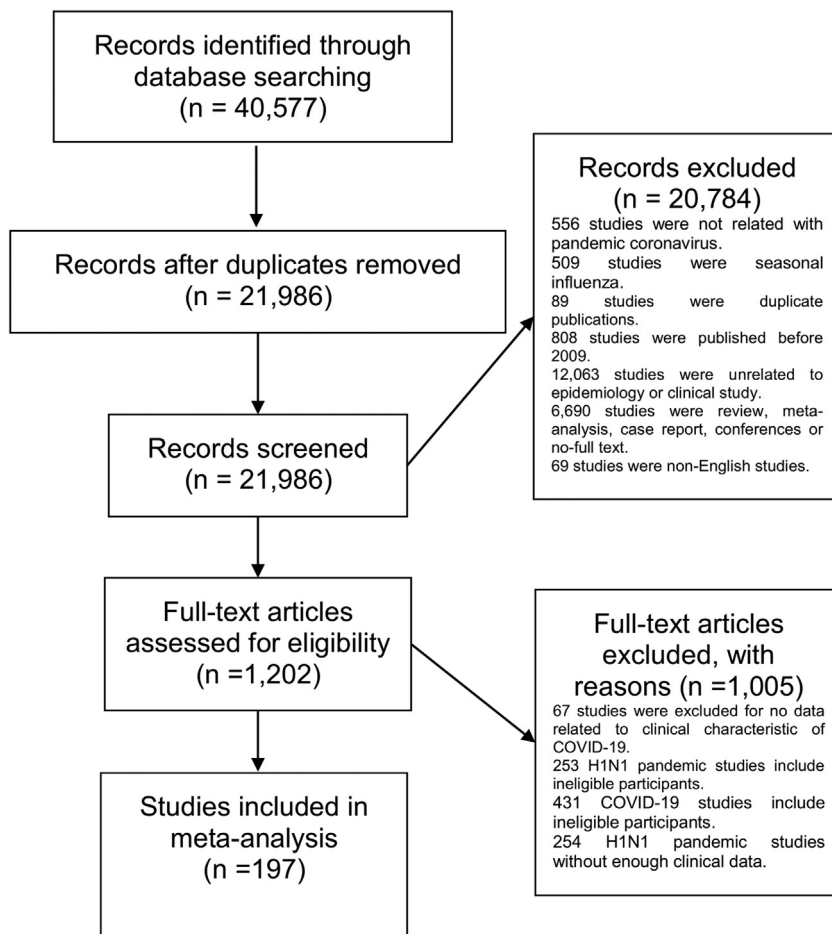 Records identified through
database searching
(n = 40,577)
Records after duplicates removed
(n = 21,986)
Records screened
(n = 21,986)
Records excluded
(n = 20,784)
556 studies were not related with
pandemic coronavirus.
509 studies were seasonal
influenza.
89 studies were duplicate
publications.
808 studies were published before
2009.
12,063 studies were unrelated to
epidemiology or clinical study.
6,690 studies were review, meta-
analysis, case report, conferences or
no-full text.
69 studies were non-English studies.
Full-text articles
assessed for eligibility
(n =1,202)
Full-text articles
excluded, with
reasons (n =1,005)
67 studies were excluded for no data
related to clinical characteristic of
COVID-19.
253 H1N1 pandemic studies include
ineligible participants.
431 COVID-19 studies include
ineligible participants.
254 H1N1 pandemic studies
without enough clinical data.
Studies included in
meta-analysis
(n =197)